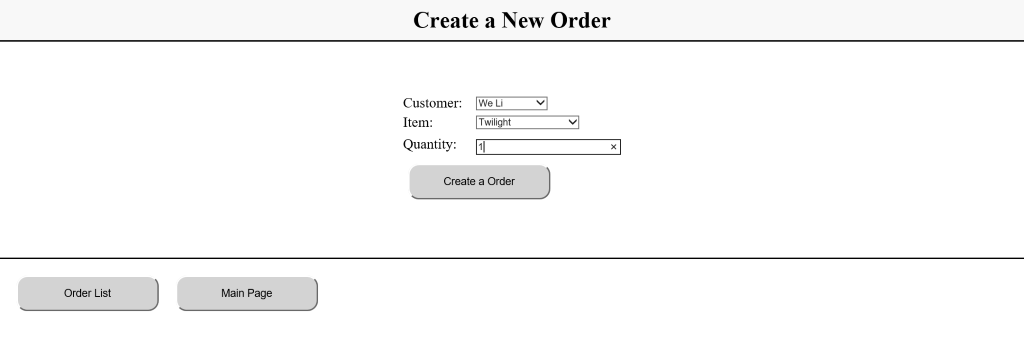 Create a New Order
Customer: We Li
Item: Twilight
Quantity: 1 ×
Create a Order
Order List Main Page